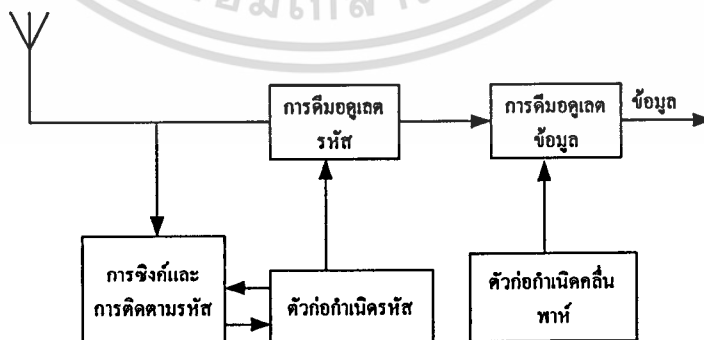 การดีมอดูเลต
รหัส
การดีมอดูเลต
ข้อมูล
ข้อมูล
การซิงค์และ
การติดตามรหัส
ตัวก่อกำเนิดรหัส
ตัวก่อกำเนิดคลื่น
พาห์